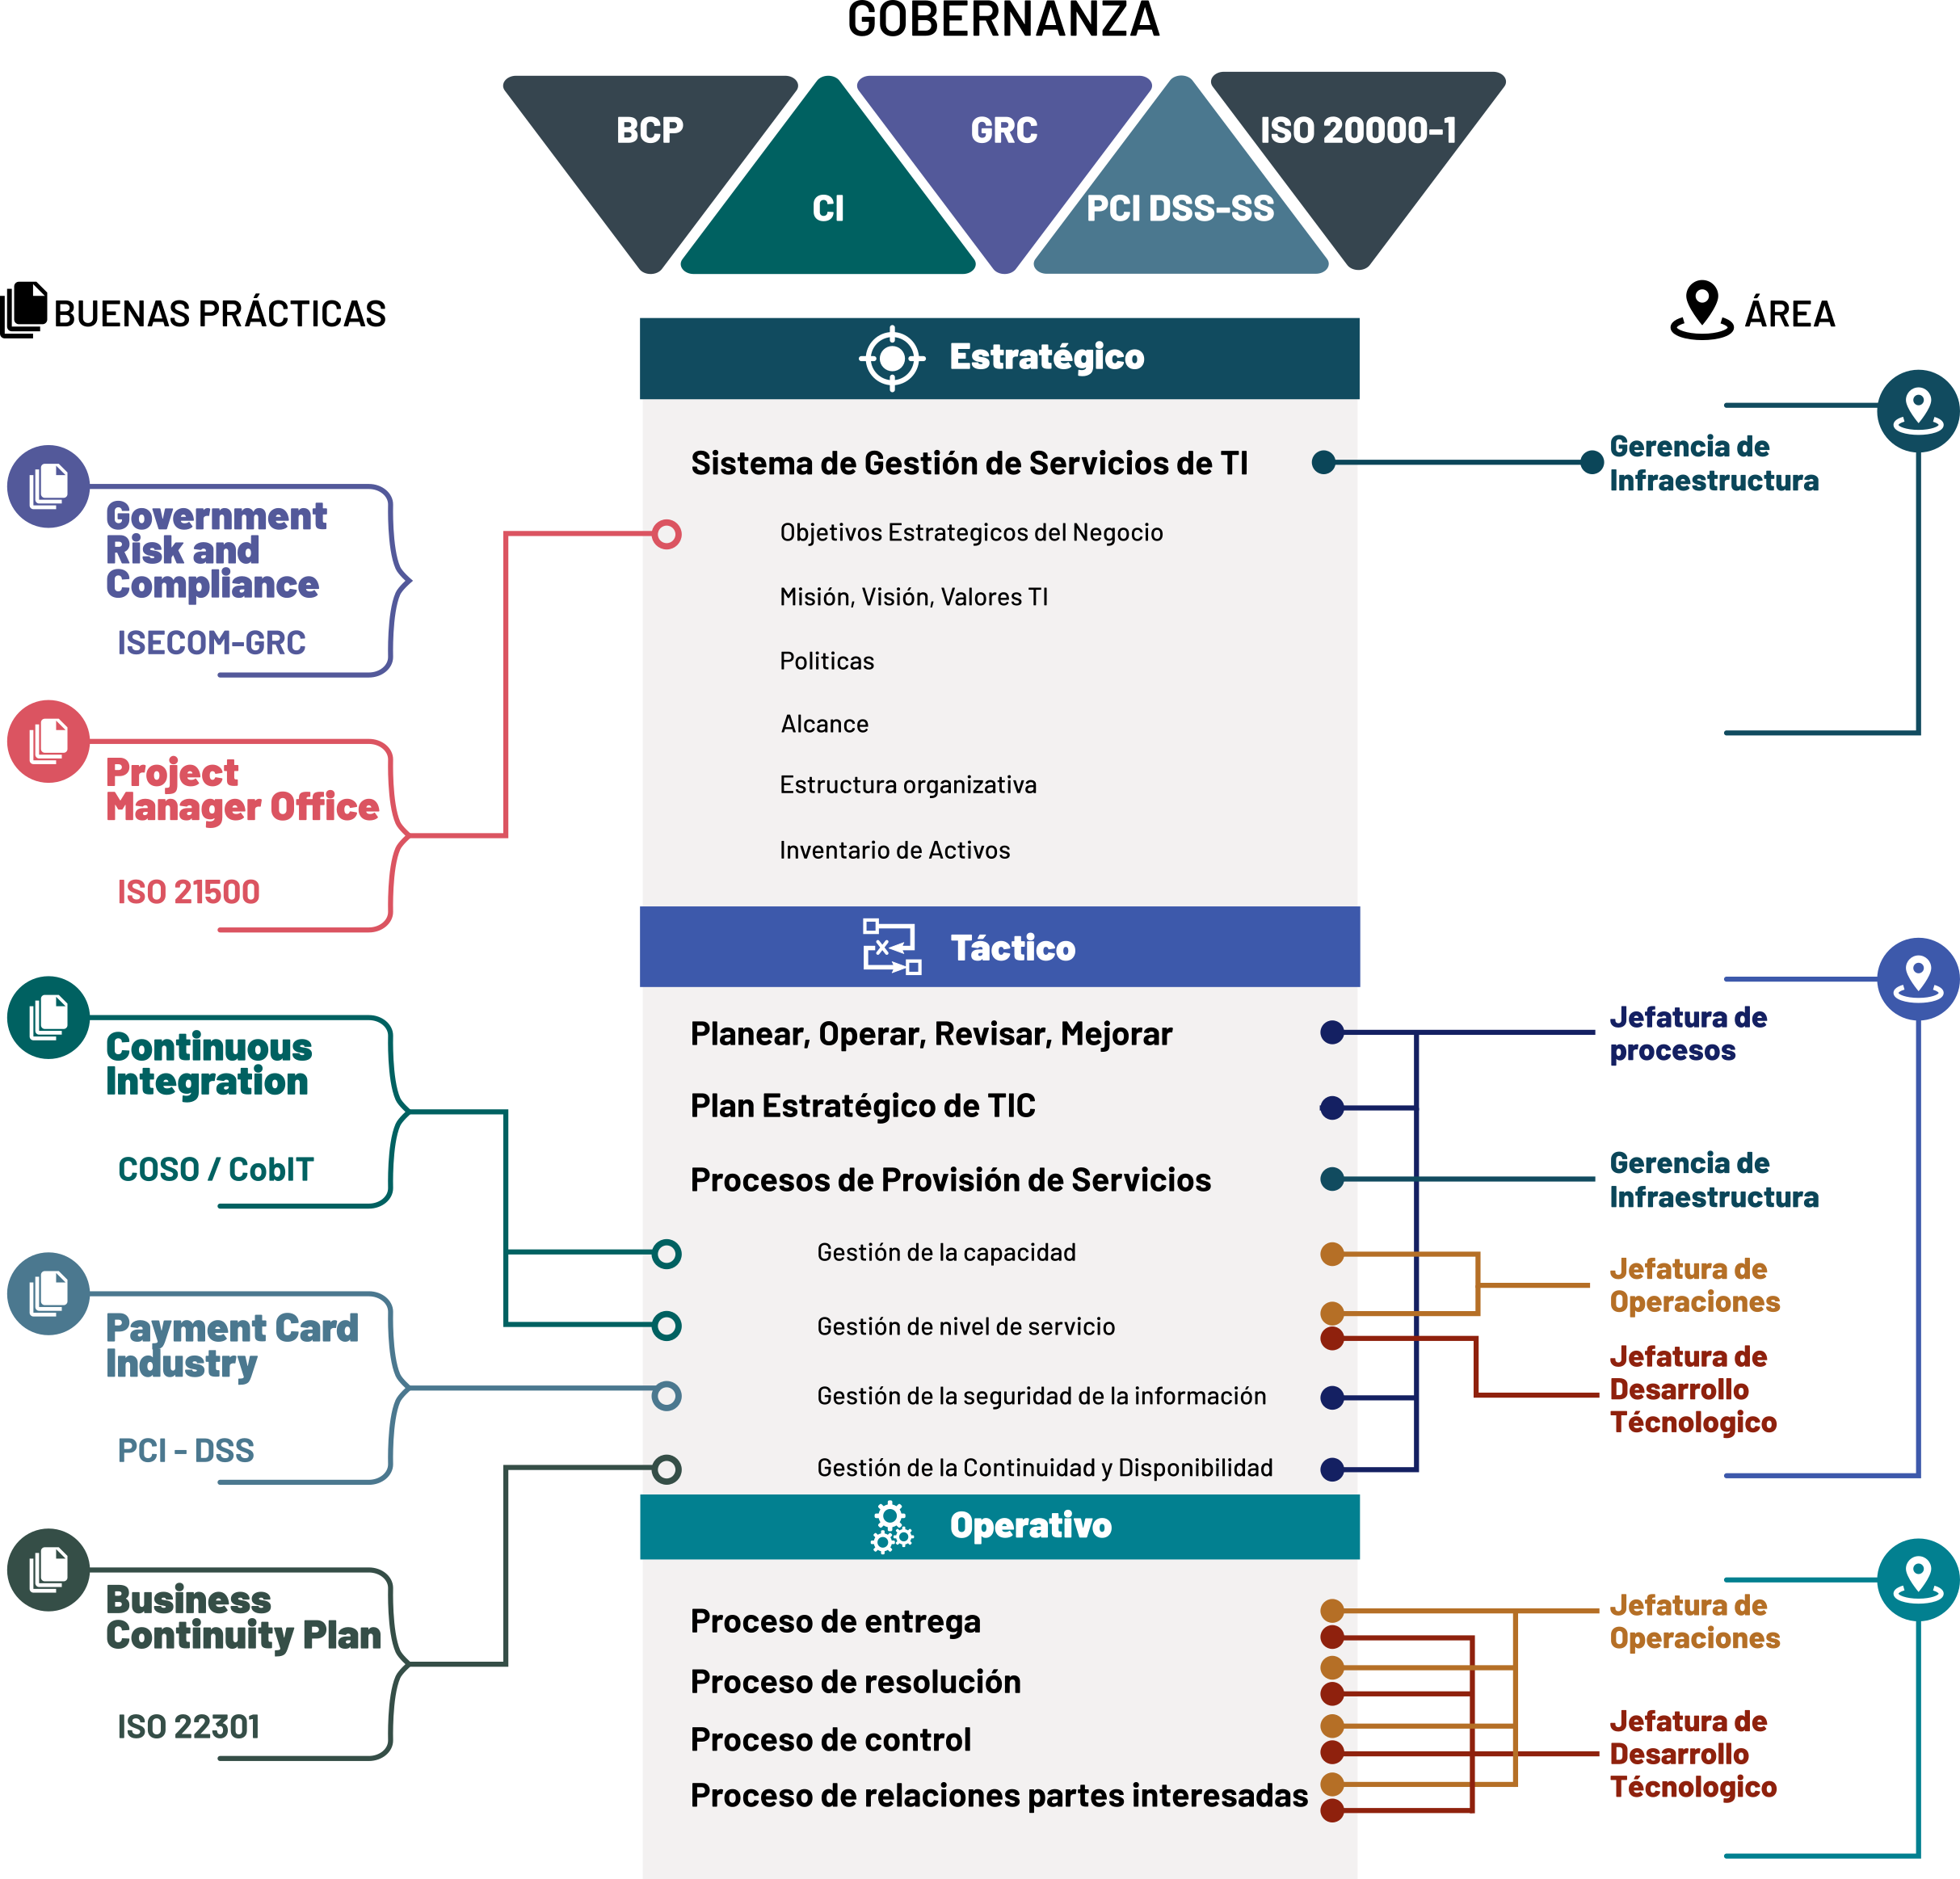 GOBERNANZA
BCP
CI
GRC
PCI DSS-SS
ISO 20000-1
BUENAS PRÁCTICAS
Government
Risk and
Compliance
ISECOM-GRC
Project
Manager Office
ISO 21500
Continuous
Integration
COSO / CobIT
Payment Card
Industry
PCI - DSS
Business
Continuity Plan
ISO 22301
Estratégico
Sistema de Gestión de Servicios de TI
Objetivos Estrategicos del Negocio
Misión, Visión, Valores TI
Politicas
Alcance
Estructura organizativa
Inventario de Activos
Táctico
Planear, Operar, Revisar, Mejorar
Plan Estratégico de TIC
Procesos de Provisión de Servicios
Gestión de la capacidad
Gestión de nivel de servicio
Gestión de la seguridad de la información
Gestión de la Continuidad y Disponibilidad
Operativo
Proceso de entrega
Proceso de resolución
Proceso de control
Proceso de relaciones partes interesadas
ÁREA
Gerencia de
Infraestructura
Jefatura de
procesos
Gerencia de
Infraestructura
Jefatura de
Operaciones
Jefatura de
Desarrollo
Técnologico
Jefatura de
Operaciones
Jefatura de
Desarrollo
Técnologico